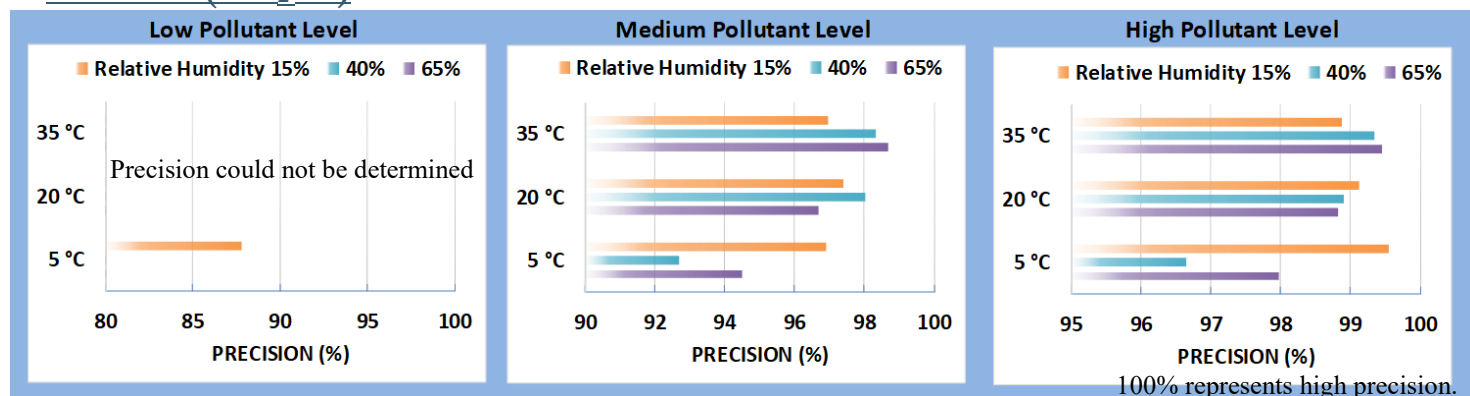 Low Pollutant Level
Relative Humidity 15% 40% 65%
35 °C
Precision could not be determined
20 °C
5 °C
80 85 90 95 100
PRECISION (%)
Medium Pollutant Level
Relative Humidity 15% 40% 65%
35 °C
20 °C
5 °C
90 92 94 96 98 100
PRECISION (%)
High Pollutant Level
Relative Humidity 15% 40% 65%
35 °C
20 °C
5 °C
95 96 97 98 99 100
PRECISION (%)
100% represents high precision.